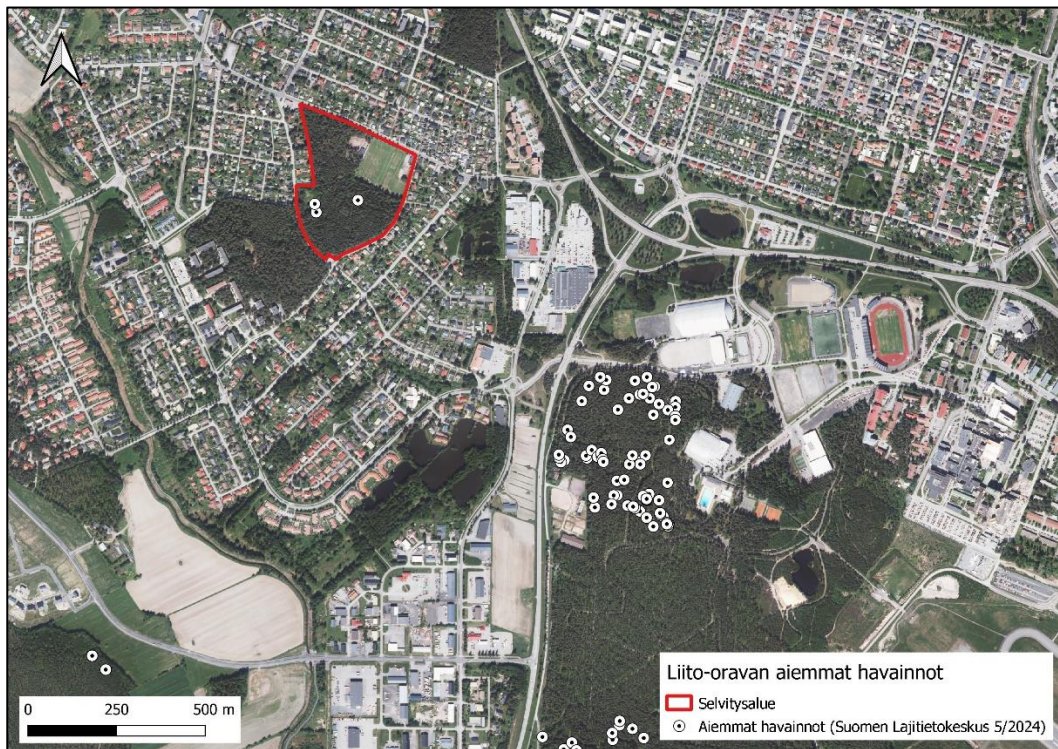 Liito-oravan aiemmat havainnot
Selvitysalue
Aiemmat havainnot (Suomen Lajitietokeskus 5/2024)
0 250 500 m